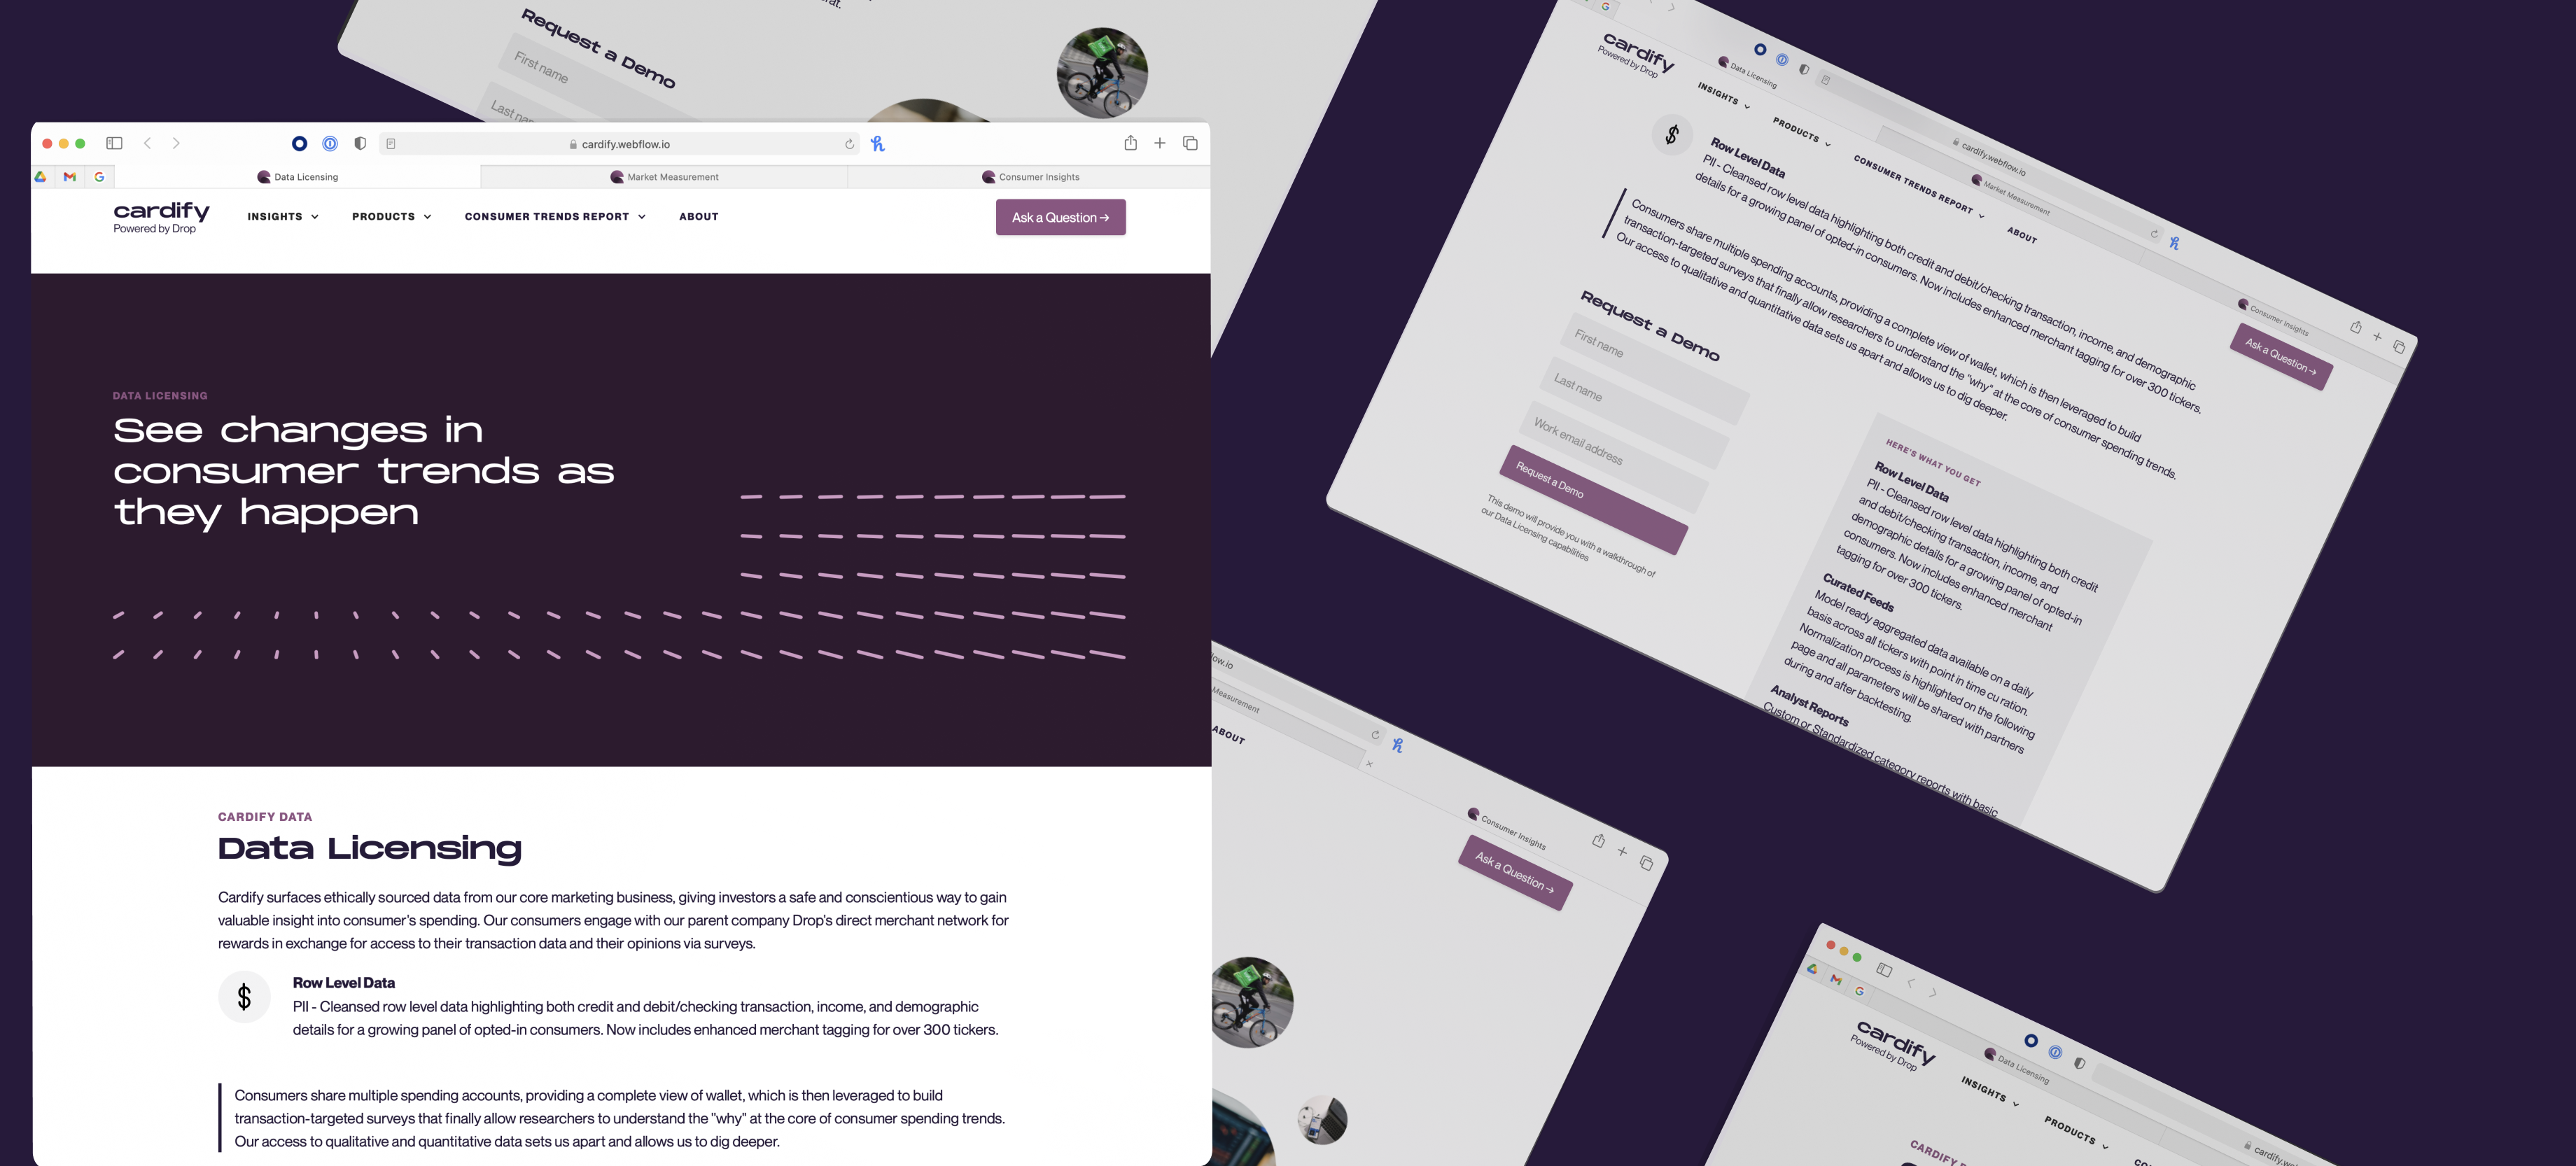 at.
Request a Demo
First name
Last na
cardify.webflow.io
Data Licensing
Market Measurement
Consumer Insights
cardify
Powered by Drop
INSIGHTS
PRODUCTS
CONSUMER TRENDS REPORT
ABOUT
Ask a Question →
DATA LICENSING
See changes in
consumer trends as
they happen
CARDIFY DATA
Data Licensing
Cardify surfaces ethically sourced data from our core marketing business, giving investors a safe and conscientious way to gain
valuable insight into consumer's spending. Our consumers engage with our parent company Drop's direct merchant network for
rewards in exchange for access to their transaction data and their opinions via surveys.
$
Row Level Data
PII - Cleansed row level data highlighting both credit and debit/checking transaction, income, and demographic
details for a growing panel of opted-in consumers. Now includes enhanced merchant tagging for over 300 tickers.
Consumers share multiple spending accounts, providing a complete view of wallet, which is then leveraged to build
transaction-targeted surveys that finally allow researchers to understand the "why" at the core of consumer spending trends.
Our access to qualitative and quantitative data sets us apart and allows us to dig deeper.
cardify.webflow.io
Data Licensing
Market Measurement
Consumer Insights
cardify
Powered by Drop
INSIGHTS
PRODUCTS
CONSUMER TRENDS REPORT
ABOUT
Ask a Question →
$
Row Level Data
PII - Cleansed row level data highlighting both credit and debit/checking transaction, income, and demographic
details for a growing panel of opted-in consumers. Now includes enhanced merchant tagging for over 300 tickers.
Consumers share multiple spending accounts, providing a complete view of wallet, which is then leveraged to build
transaction-targeted surveys that finally allow researchers to understand the "why" at the core of consumer spending trends.
Our access to qualitative and quantitative data sets us apart and allows us to dig deeper.
Request a Demo
First name
Last name
Work email address
Request a Demo
This demo will provide you with a walkthrough of
our Data Licensing capabilities
HERE'S WHAT YOU GET
Row Level Data
PII - Cleansed row level data highlighting both credit
and debit/checking transaction, income, and
demographic details for a growing panel of opted-in
consumers. Now includes enhanced merchant
tagging for over 300 tickers.
Curated Feeds
Model ready aggregated data available on a daily
basis across all tickers with point in time cu ration.
Normalization process is highlighted on the following
page and all parameters will be shared with partners
during and after backtesting.
Analyst Reports
Custom or Standardized category reports with basic
low.io
Measurement
ABOUT
Consumer Insights
Ask a Question →
cardify
Powered by Drop
Data Licensing
INSIGHTS
PRODUCTS
CO
cardify.webf
CARDIFY D